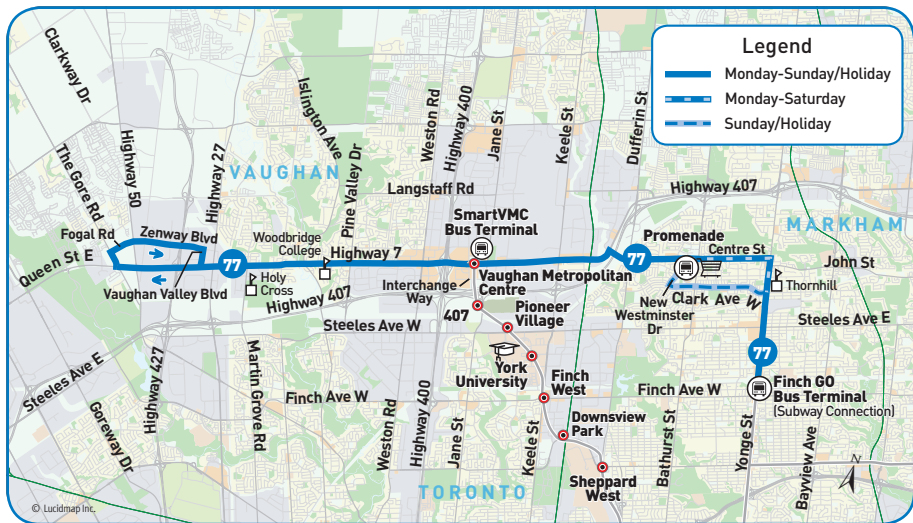 Legend
Monday-Sunday/Holiday
Monday-Saturday
Sunday/Holiday
Clarkway Dr
The Gore Rd
Highway 50
Highway 27
Islington Ave
Pine Valley Dr
Weston Rd
Highway 400
Jane St
Keele St
Dufferin St
VAUGHAN
Langstaff Rd
Highway 407
MARKHAM
SmartVMC
Bus Terminal
Fogal Rd
Zenway Blvd
Woodbridge
College
Highway 7
Promenade
Centre St
John St
Queen St E
77
77
Vaughan Valley Blvd
Holy
Cross
Highway 407
Interchange
Way
Vaughan Metropolitan
Centre
Thornhill
New
Westminster
Dr
Clark Ave W
407
Pioneer
Village
Steeles Ave W
Steeles Ave E
77
York
University
Steeles Ave E
Highway 427
Martin Grove Rd
Finch
West
Finch Ave W
Finch GO
Bus Terminal
(Subway Connection)
Goreway Dr
Finch Ave W
Weston Rd
Highway 400
Jane St
Keele St
Downsview
Park
Bathurst St
Yonge St
Bayview Ave
Sheppard
West
TORONTO
N
© Lucidmap Inc.